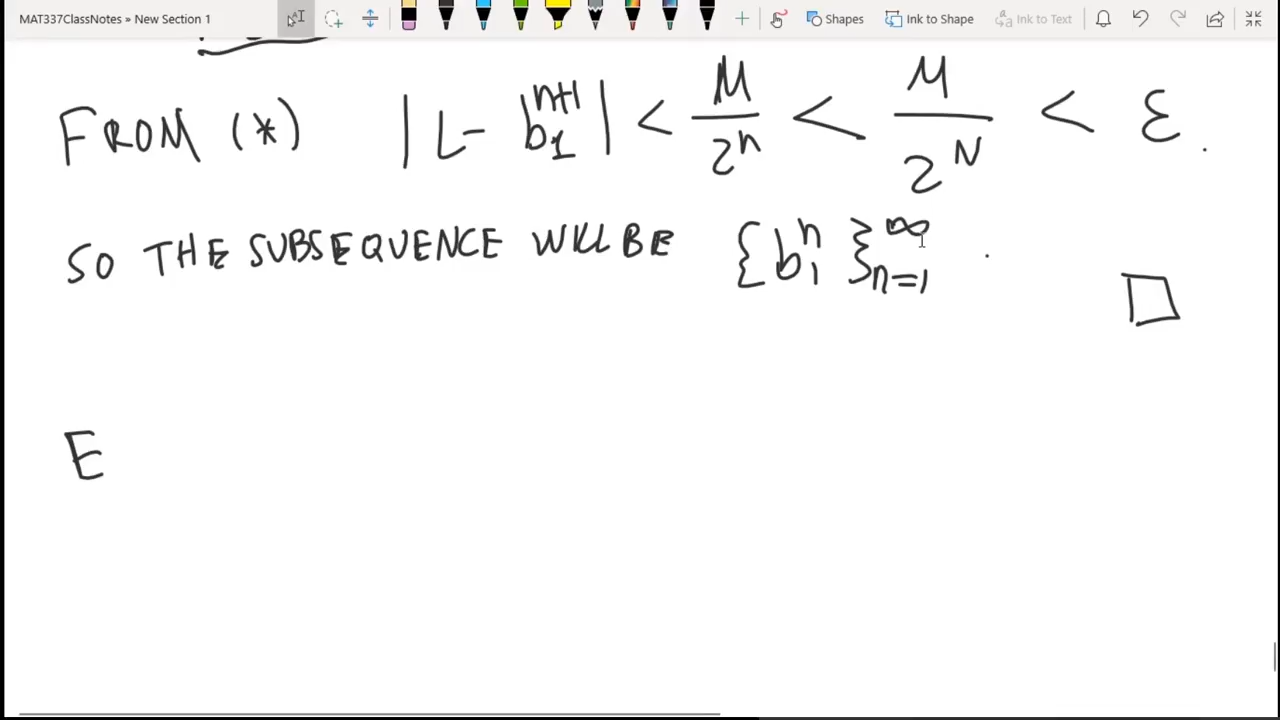 MAT337ClassNotes » New Section 1
Shapes Ink to Shape Ink to Text
FROM (*) |L - b₁ⁿ⁺¹| < M/2ⁿ < M/2ᴺ < ε.
SO THE SUBSEQUENCE WILL BE {b₁ⁿ}ₙ₌₁^∞ .
E